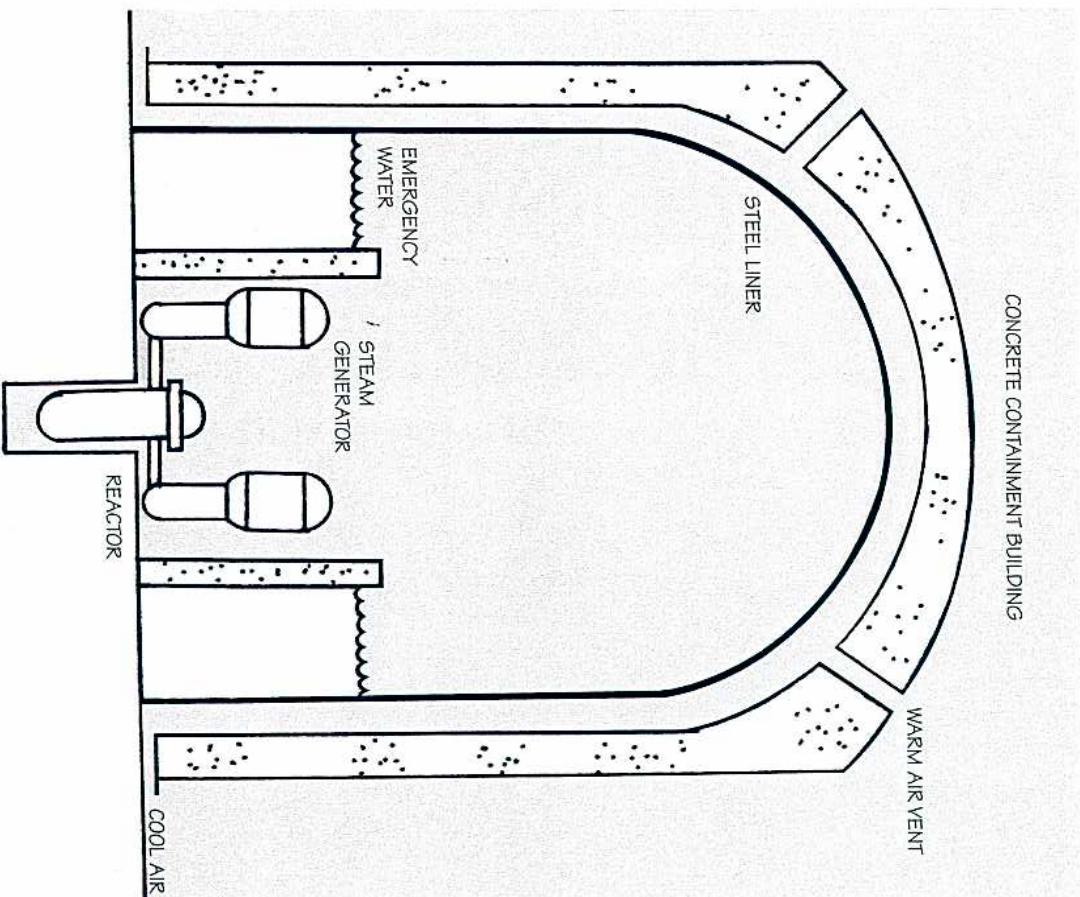 CONCRETE CONTAINMENT BUILDING
WARM AIR VENT
STEEL LINER
EMERGENCY
WATER
STEAM
GENERATOR
REACTOR
COOL AIR